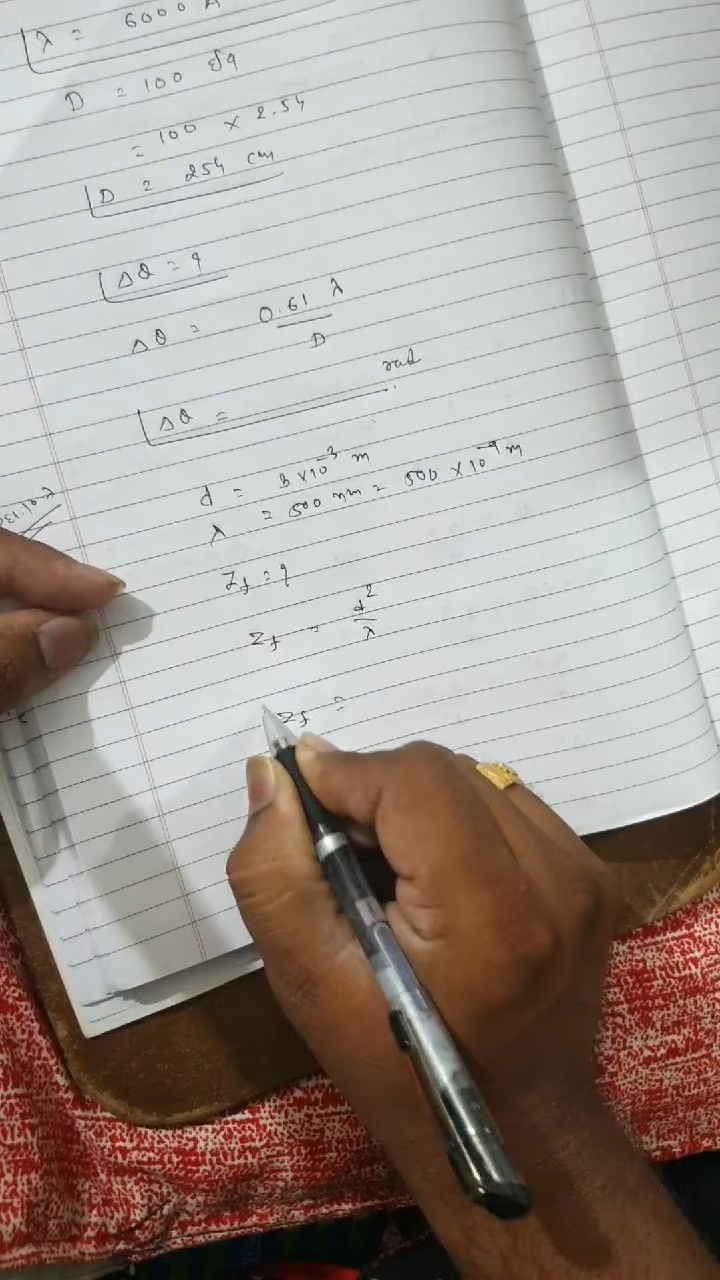 λ = 6000 A
D = 100 इंच
= 100 × 2.54
D = 254 cm
Δθ = ?
Δθ = 0.61 λ / D
Δθ = rad
d = 3 × 10⁻³ m
λ = 500 nm = 500 × 10⁻⁹ m
Zf = ?
Zf = d² / λ
Zf =